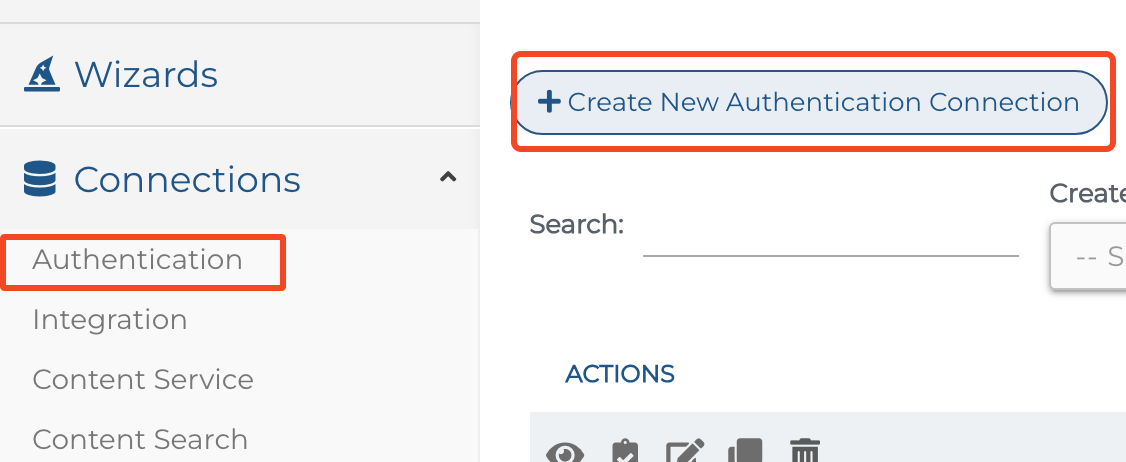 Wizards
Connections
Authentication
Integration
Content Service
Content Search
Create New Authentication Connection
Search:
Create
-- S
ACTIONS